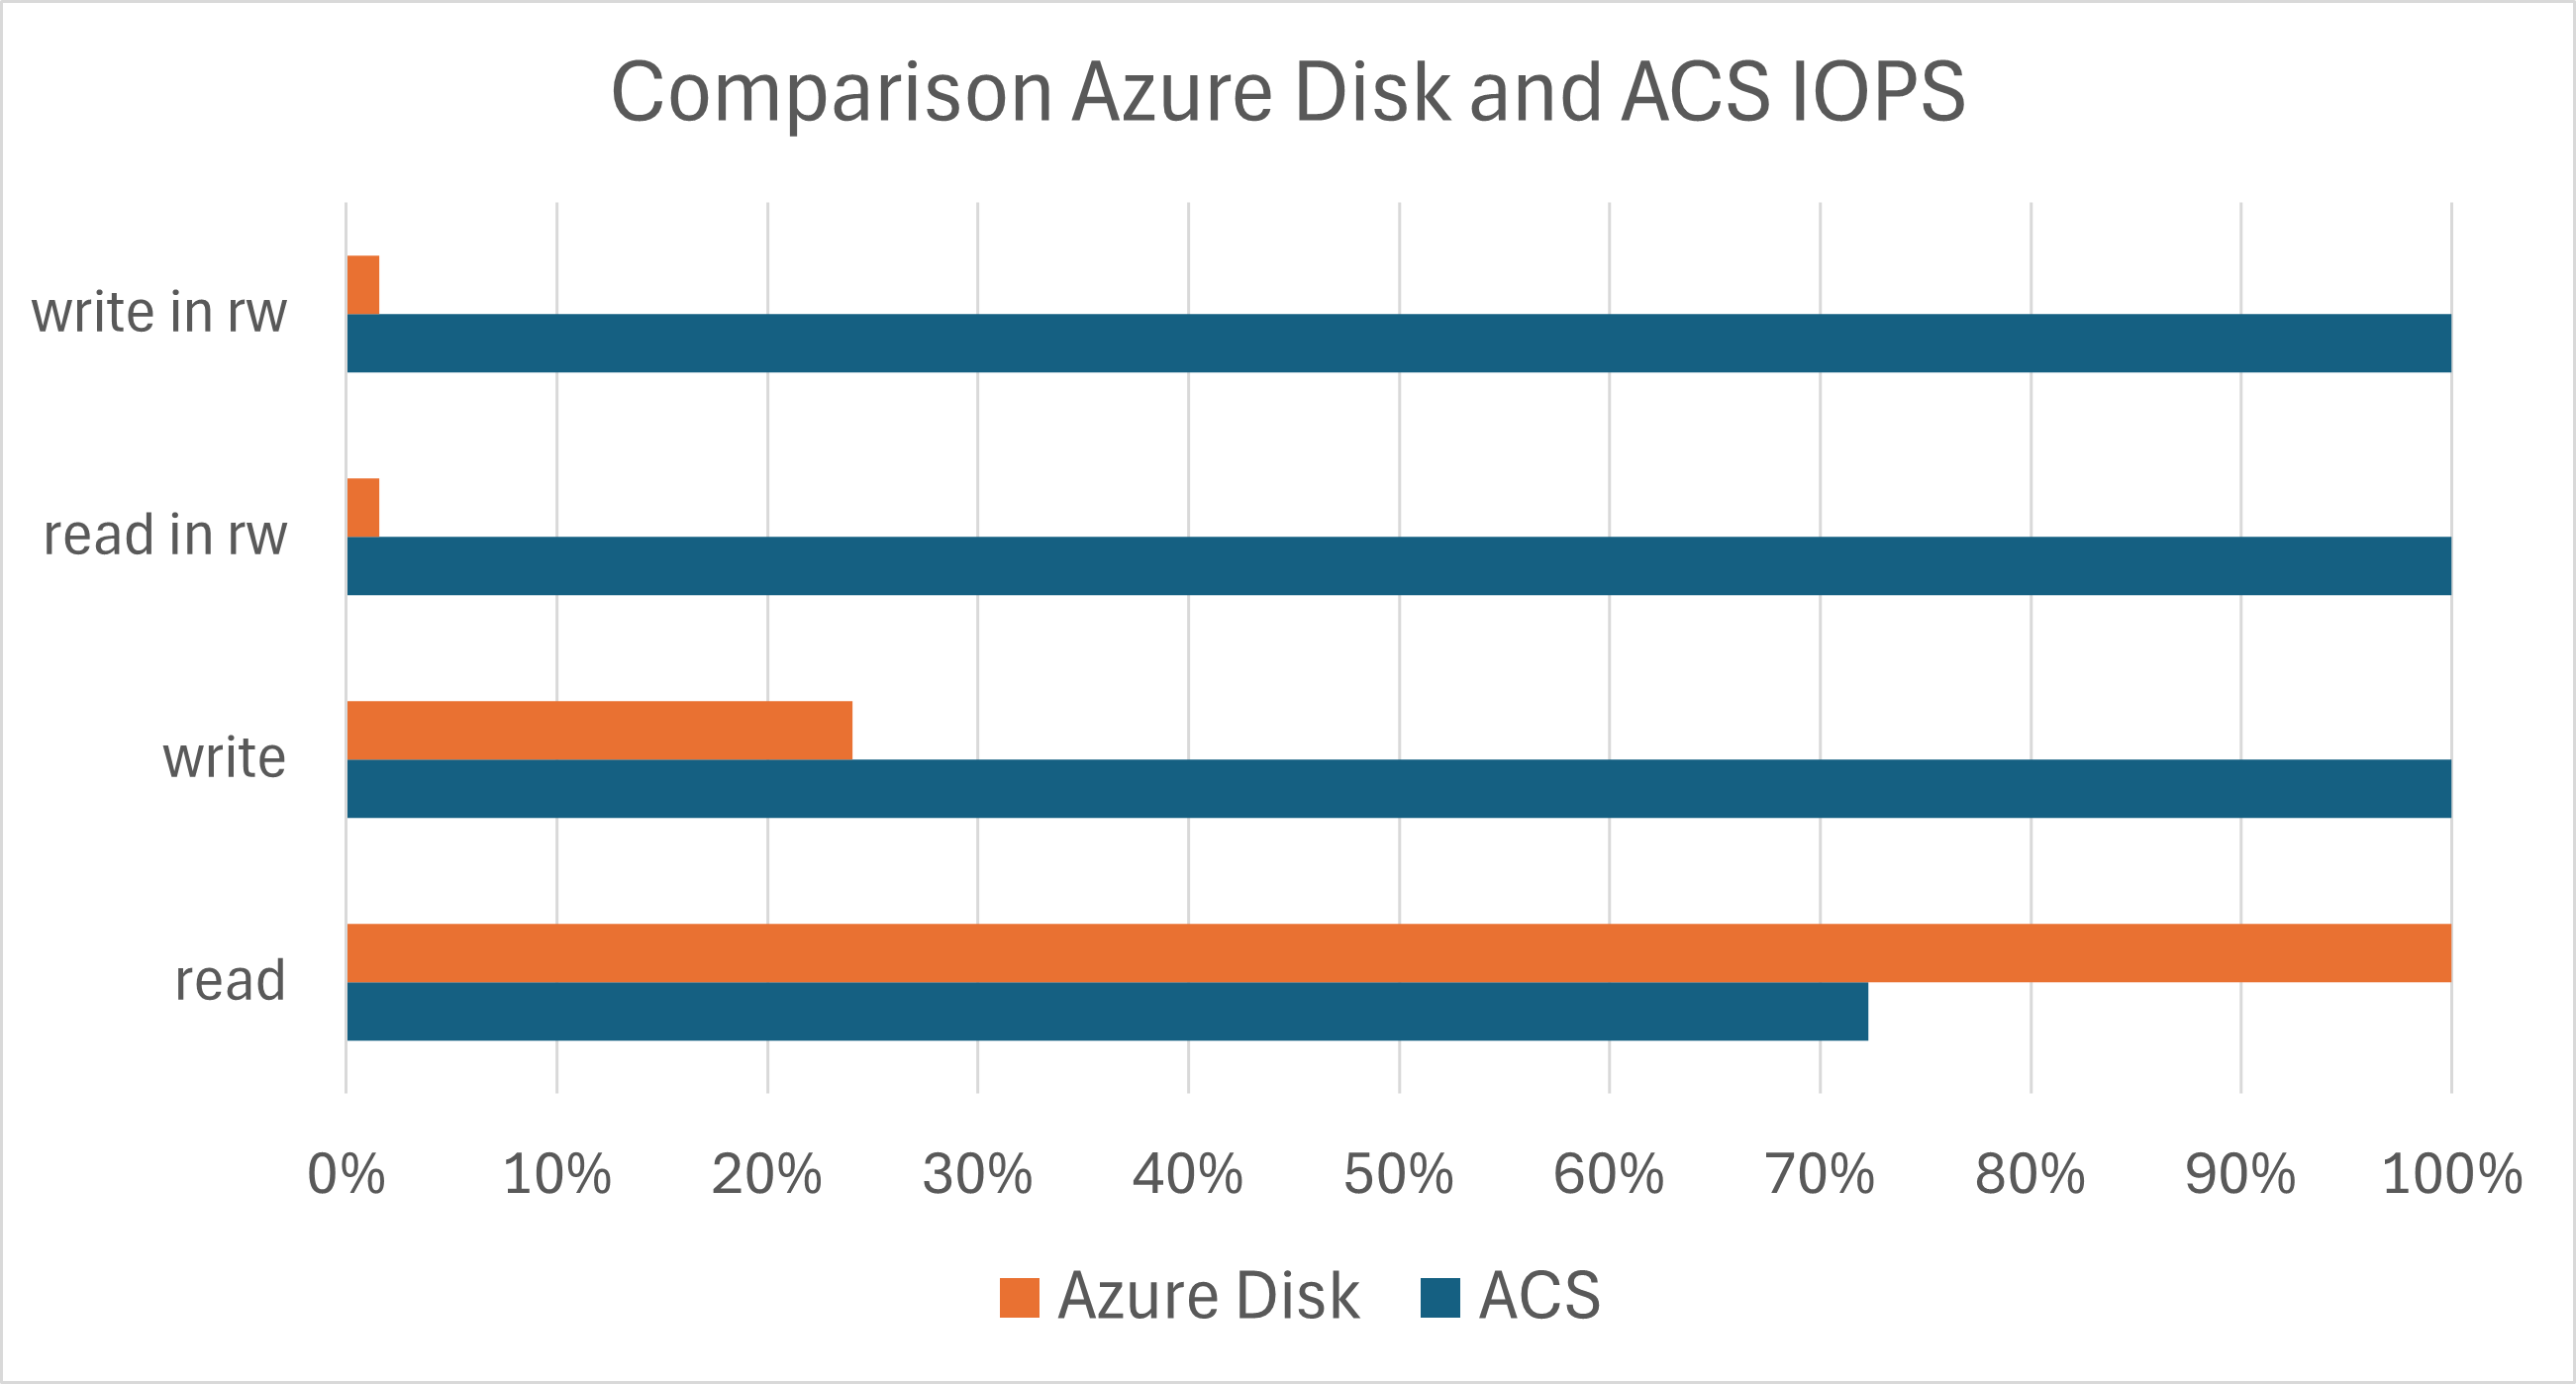 Comparison Azure Disk and ACS IOPS
write in rw
read in rw
write
read
0% 10% 20% 30% 40% 50% 60% 70% 80% 90% 100%
Azure Disk ACS